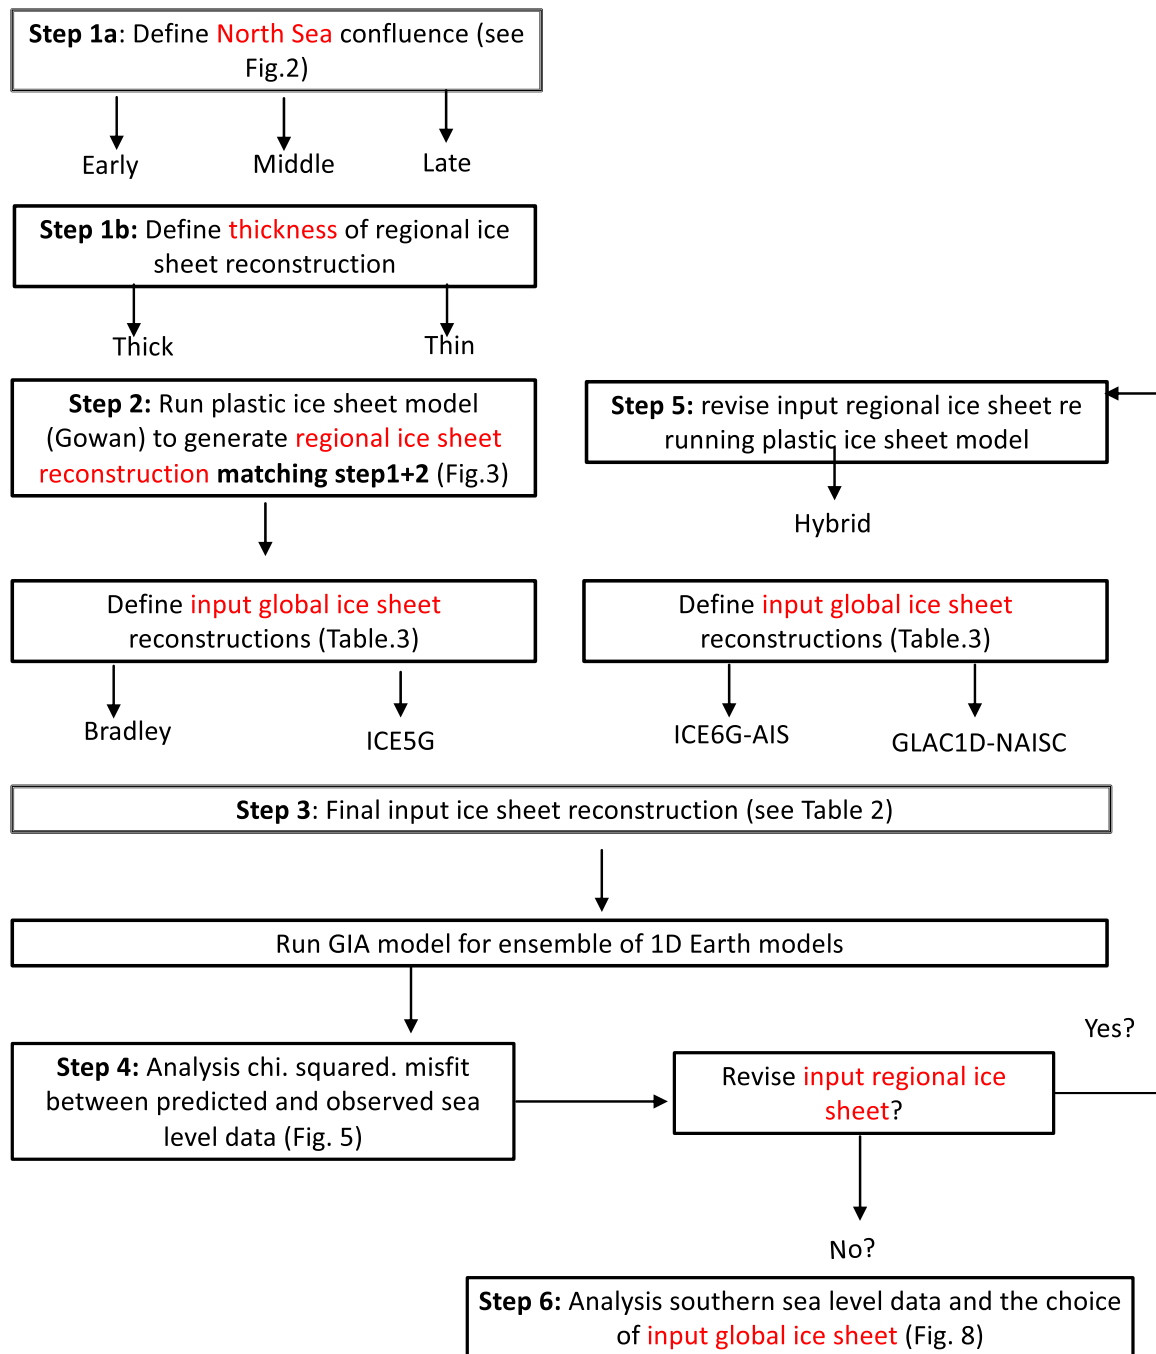 Step 1a: Define North Sea confluence (see
Fig.2)
Early
Middle
Late
Step 1b: Define thickness of regional ice
sheet reconstruction
Thick
Thin
Step 2: Run plastic ice sheet model
(Gowan) to generate regional ice sheet
reconstruction matching step1+2 (Fig.3)
Step 5: revise input regional ice sheet re
running plastic ice sheet model
Hybrid
Define input global ice sheet
reconstructions (Table.3)
Bradley
ICE5G
Define input global ice sheet
reconstructions (Table.3)
ICE6G-AIS
GLAC1D-NAISC
Step 3: Final input ice sheet reconstruction (see Table 2)
Run GIA model for ensemble of 1D Earth models
Step 4: Analysis chi. squared. misfit
between predicted and observed sea
level data (Fig. 5)
Revise input regional ice
sheet?
Yes?
No?
Step 6: Analysis southern sea level data and the choice
of input global ice sheet (Fig. 8)